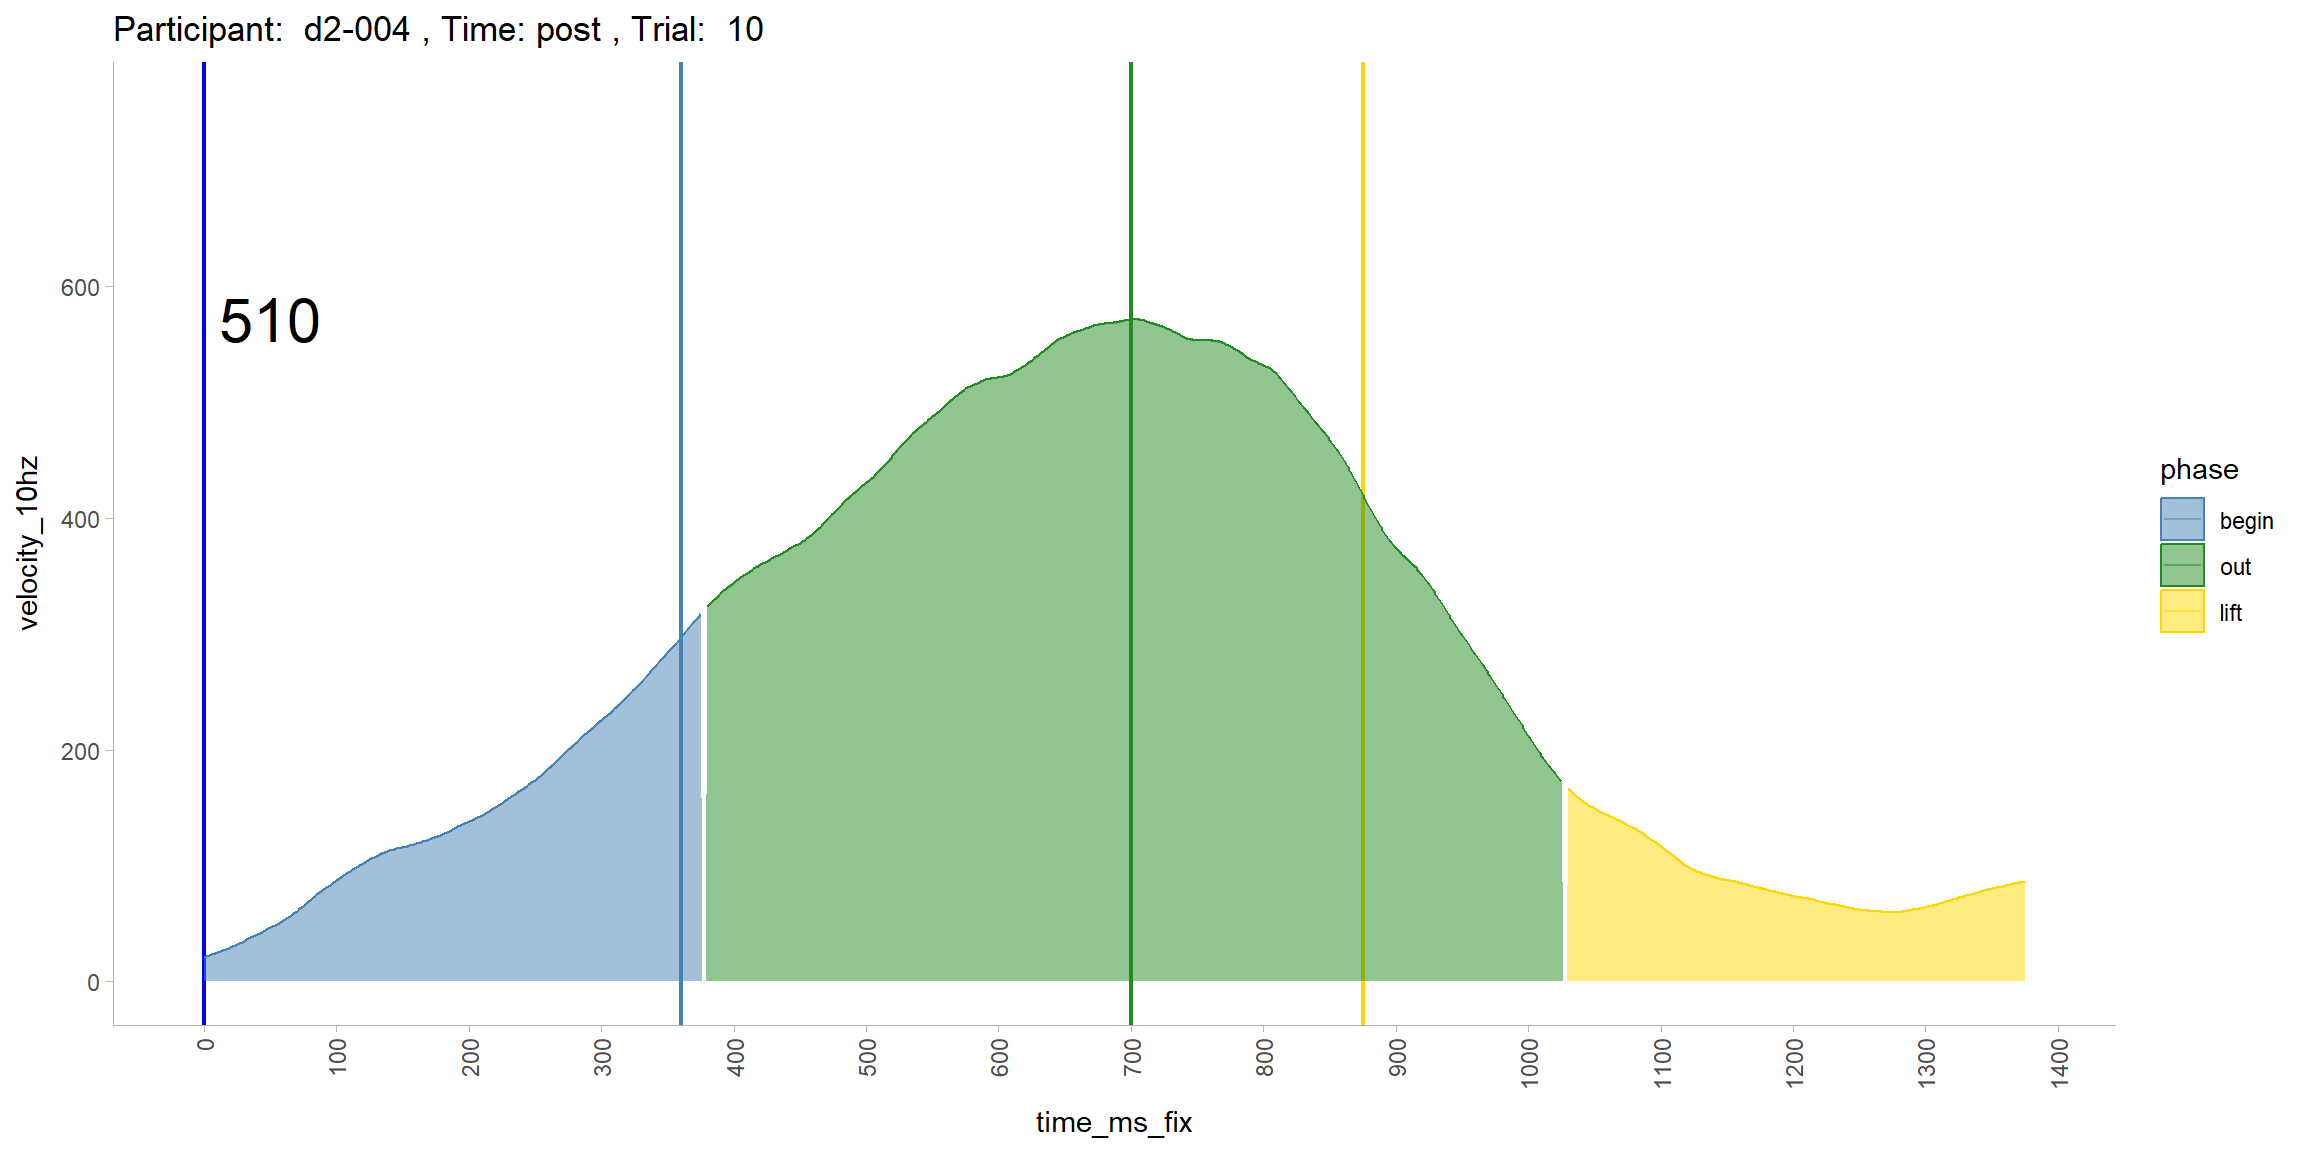 Participant:  d2-004 , Time: post , Trial:  10
510
velocity_10hz
600
400
200
0
0
100
200
300
400
500
600
700
800
900
1000
1100
1200
1300
1400
time_ms_fix
phase
begin
out
lift